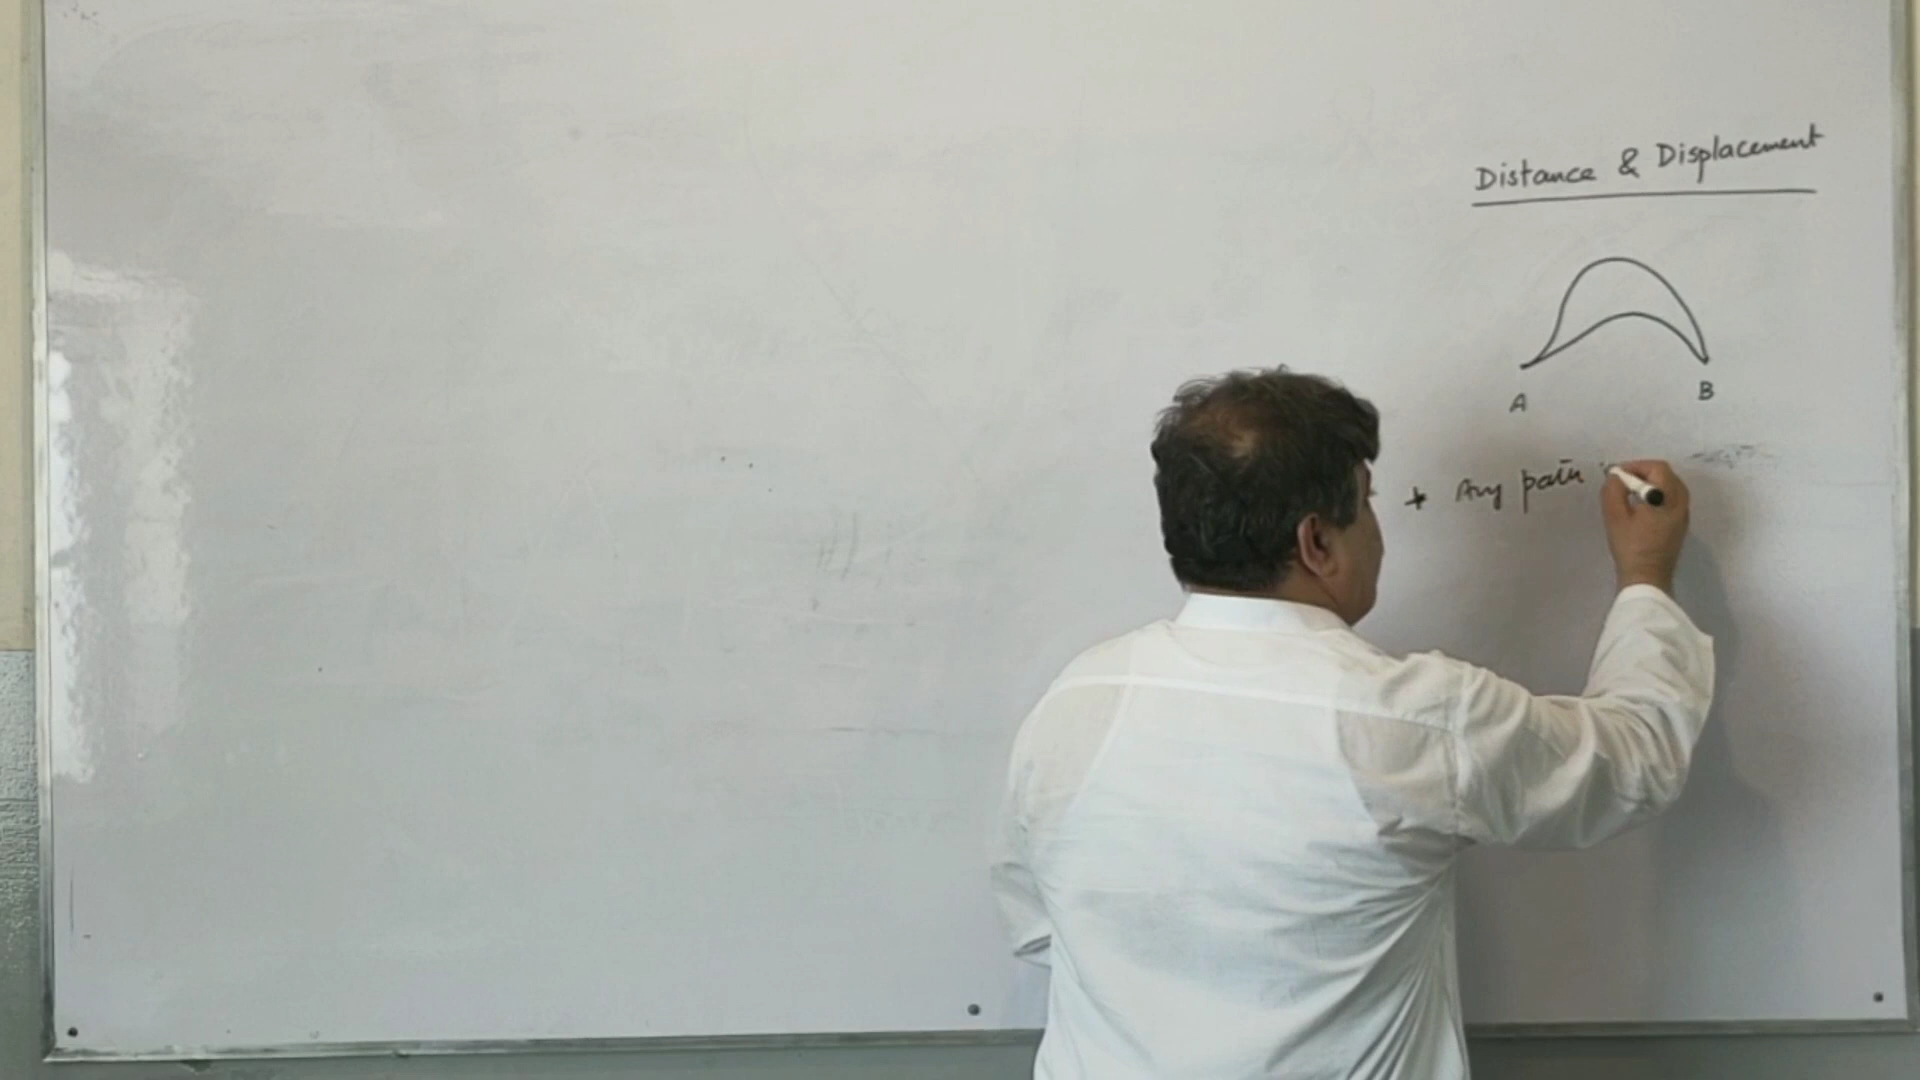 Distance & Displacement
A
B
* Any path